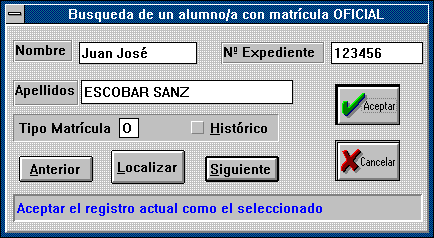 Busqueda de un alumno/a con matrícula OFICIAL
Nombre Juan José Nº Expediente 123456
Apellidos ESCOBAR SANZ
Aceptar
Tipo Matrícula O Histórico
Anterior Localizar Siguiente Cancelar
Aceptar el registro actual como el seleccionado